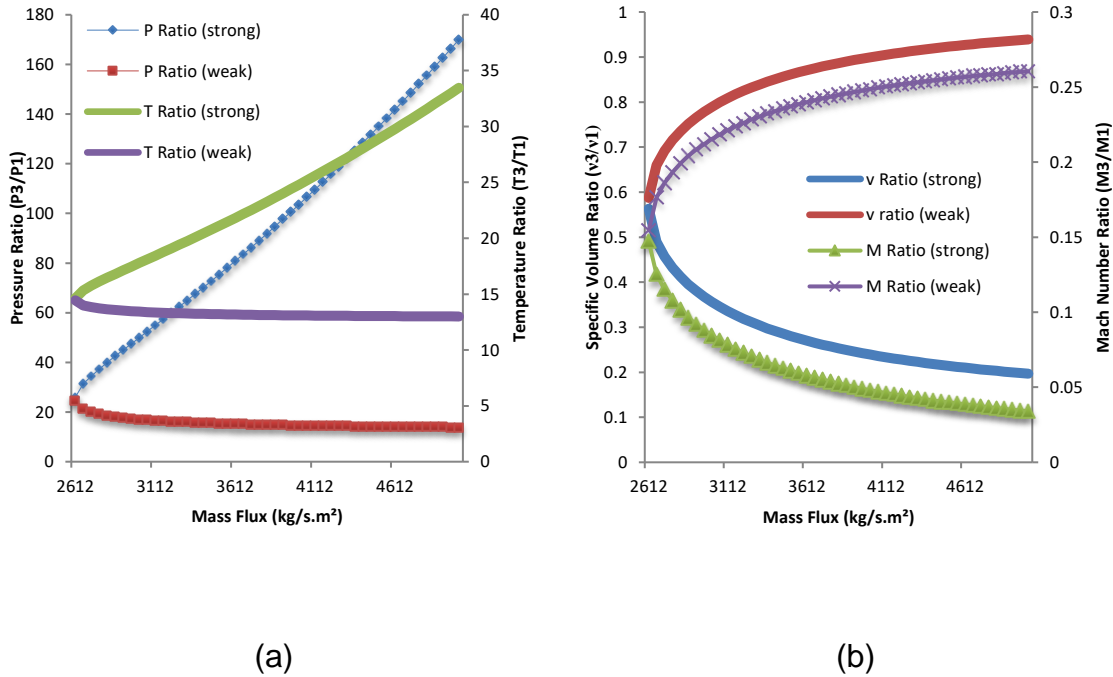 180
160
140
120
100
80
60
40
20
0
Pressure Ratio (P3/P1)
P Ratio (strong)
P Ratio (weak)
T Ratio (strong)
T Ratio (weak)
40
35
30
25
20
15
10
5
0
Temperature Ratio (T3/T1)
2612 3112 3612 4112 4612
Mass Flux (kg/s.m²)
1
0.9
0.8
0.7
0.6
0.5
0.4
0.3
0.2
0.1
0
Specific Volume Ratio (v3/v1)
v Ratio (strong)
v ratio (weak)
M Ratio (strong)
M Ratio (weak)
0.3
0.25
0.2
0.15
0.1
0.05
0
Mach Number Ratio (M3/M1)
2612 3112 3612 4112 4612
Mass Flux (kg/s.m²)
(a) (b)